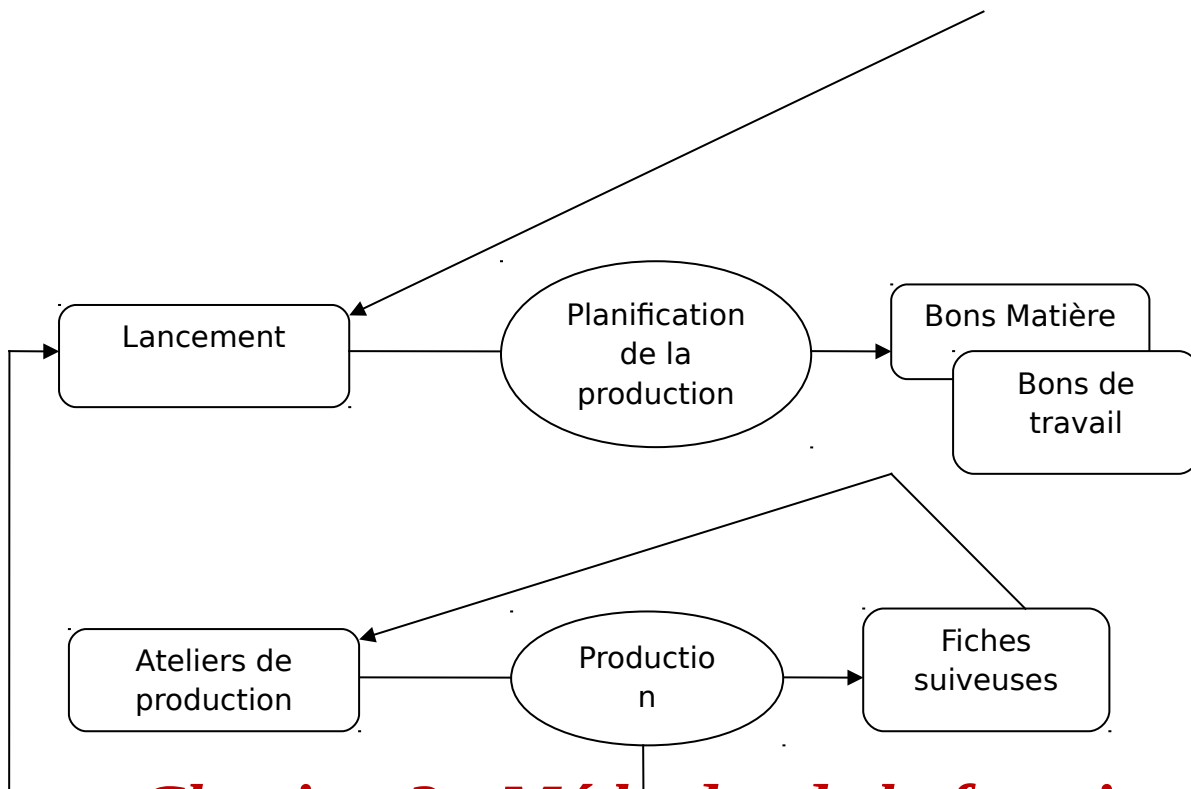 Lancement
Planification
de la
production
Bons Matière
Bons de
travail
Ateliers de
production
Productio
n
Fiches
suiveuses